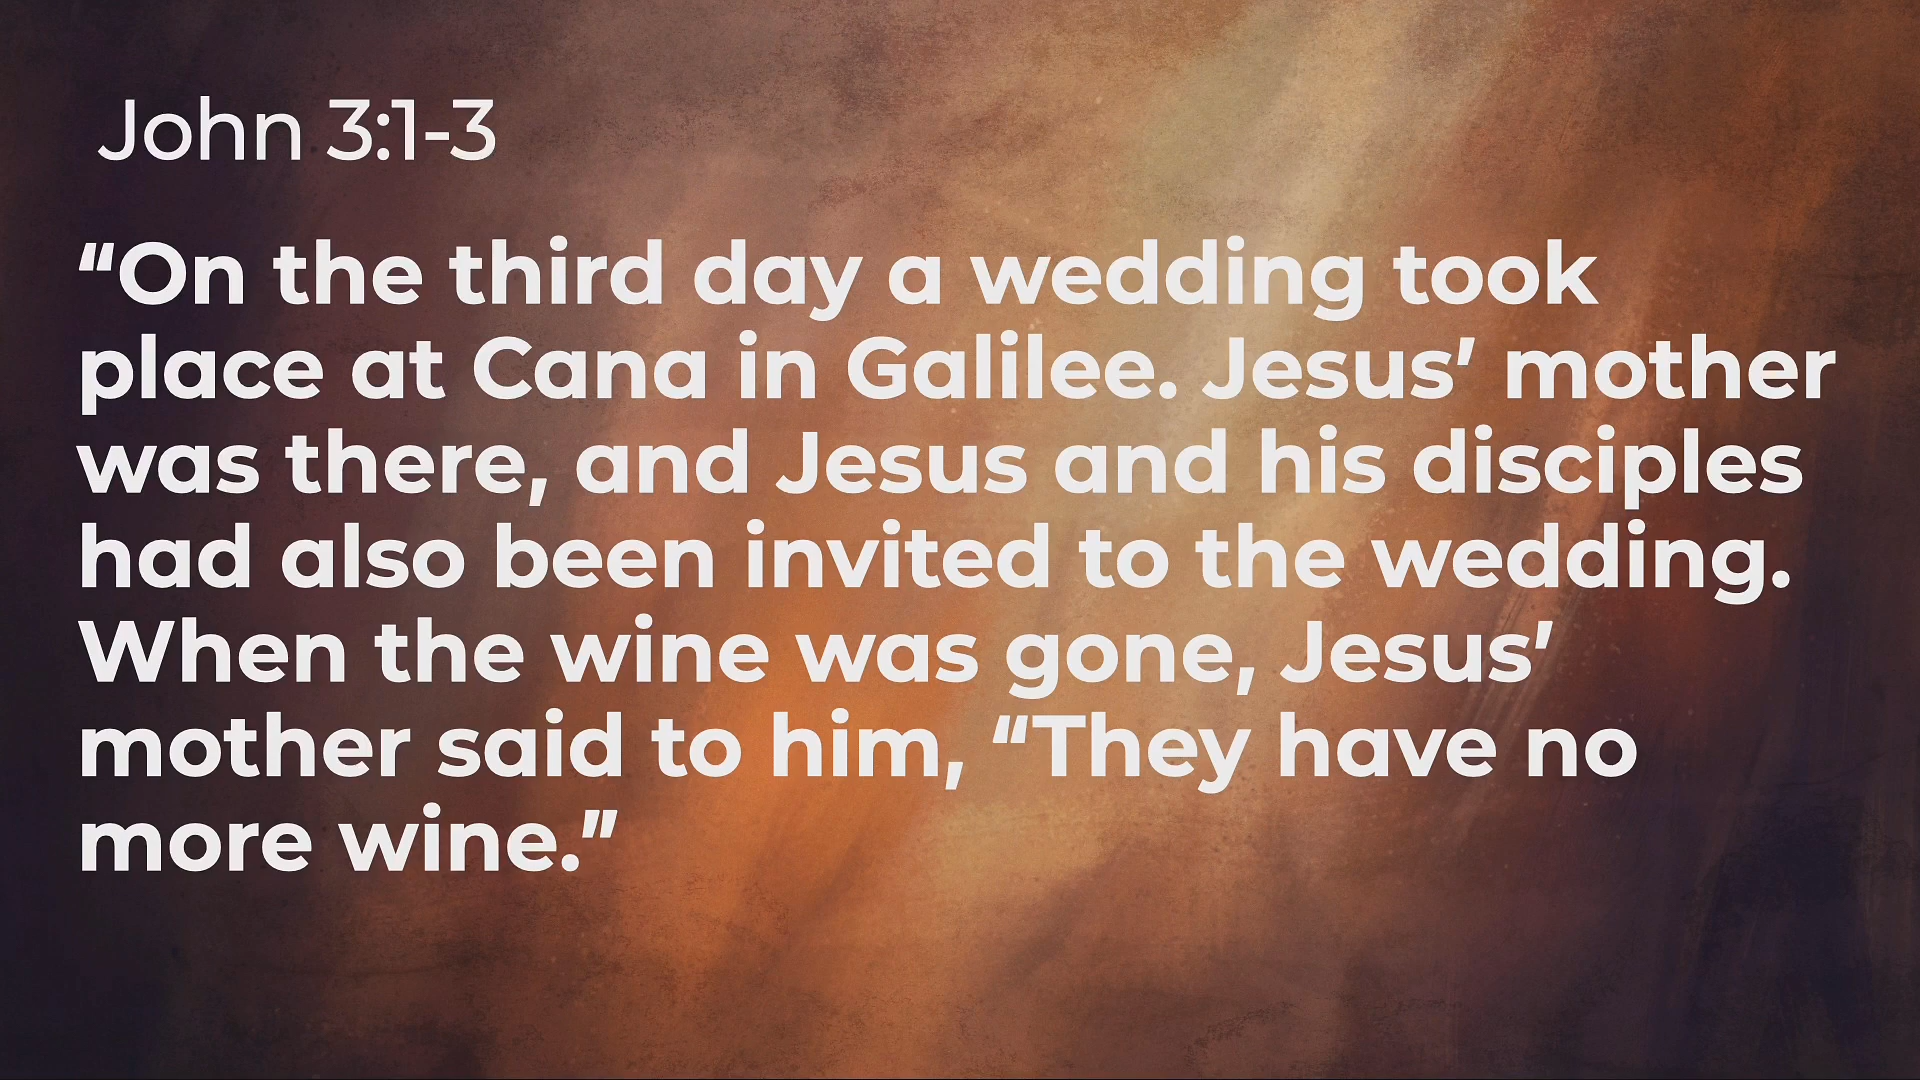 John 3:1-3
“On the third day a wedding took
place at Cana in Galilee. Jesus’ mother
was there, and Jesus and his disciples
had also been invited to the wedding.
When the wine was gone, Jesus’
mother said to him, “They have no
more wine.”